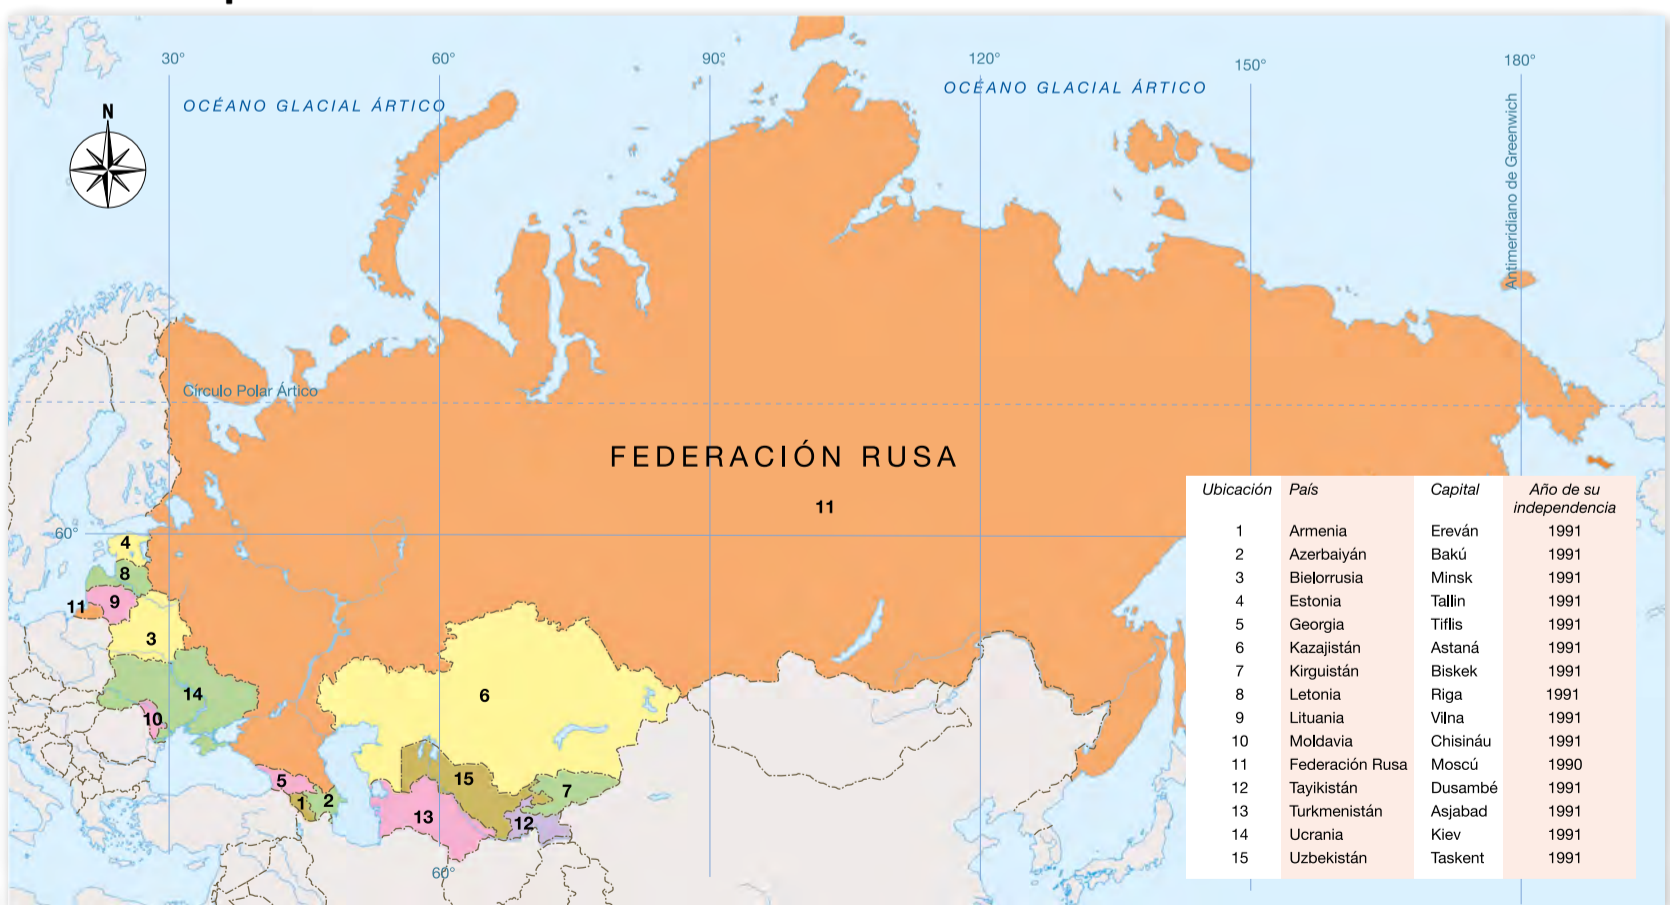 30°
60°
90°
120°
150°
180°
OCÉANO GLACIAL ÁRTICO
OCÉANO GLACIAL ÁRTICO
N
Antimeridiano de Greenwich
Círculo Polar Ártico
FEDERACIÓN RUSA
11
60°
4
8
11
9
3
14
10
6
5
1
2
15
7
13
12
60°
Ubicación País Capital Año de su
independencia
1 Armenia Ereván 1991
2 Azerbaiyán Bakú 1991
3 Bielorrusia Minsk 1991
4 Estonia Tallin 1991
5 Georgia Tiflis 1991
6 Kazajistán Astaná 1991
7 Kirguistán Biskek 1991
8 Letonia Riga 1991
9 Lituania Vilna 1991
10 Moldavia Chisináu 1991
11 Federación Rusa Moscú 1990
12 Tayikistán Dusambé 1991
13 Turkmenistán Asjabad 1991
14 Ucrania Kiev 1991
15 Uzbekistán Taskent 1991